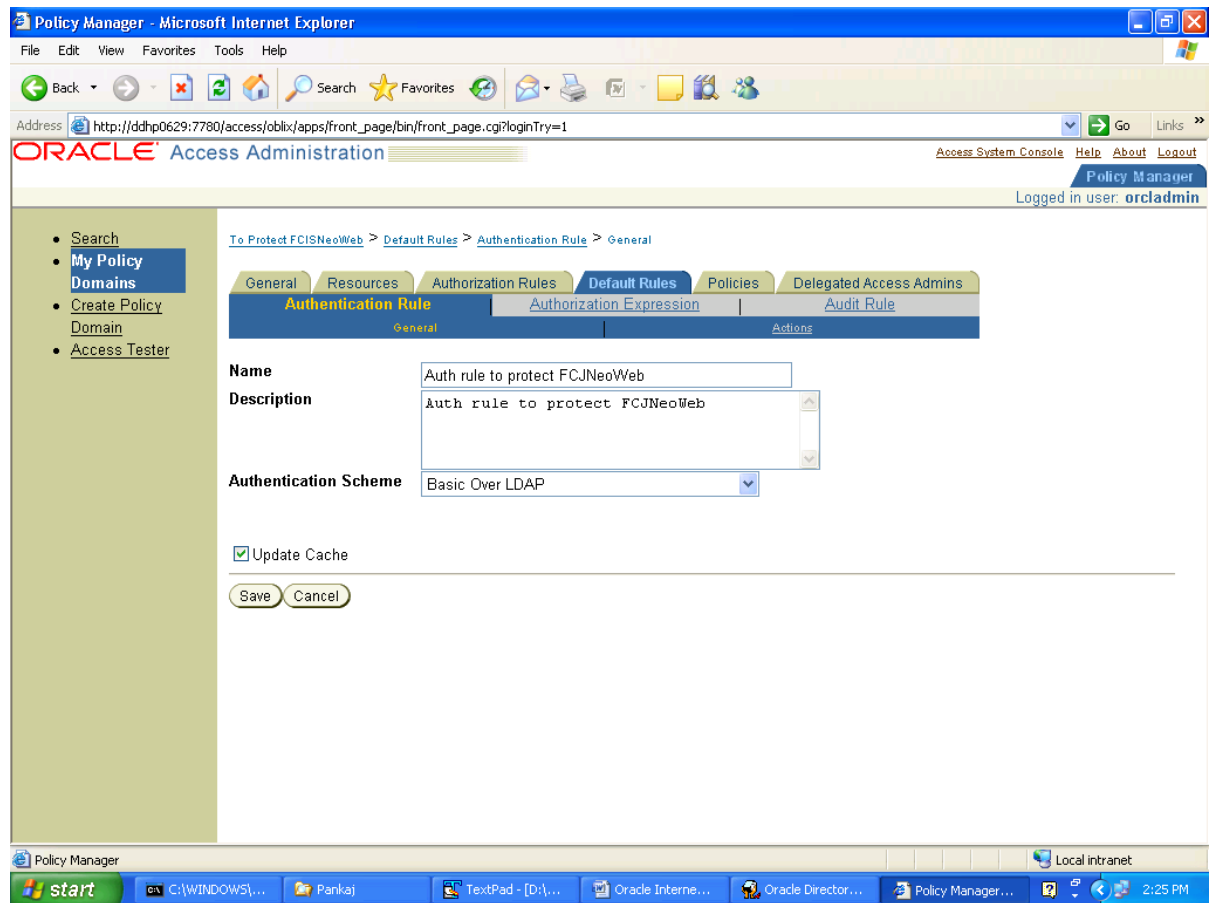 Policy Manager - Microsoft Internet Explorer
File Edit View Favorites Tools Help
Back Search Favorites
Address http://ddhp0629:7780/access/oblix/apps/front_page/bin/front_page.cgi?loginTry=1 Go Links »
ORACLE Access Administration Access System Console Help About Logout
Policy Manager
Logged in user: orcladmin
Search
My Policy
Domains
Create Policy
Domain
Access Tester
To Protect FCISNeoWeb > Default Rules > Authentication Rule > General
General Resources Authorization Rules Default Rules Policies Delegated Access Admins
Authentication Rule | Authorization Expression | Audit Rule
General | Actions
Name Auth rule to protect FCJNeoWeb
Description Auth rule to protect FCJNeoWeb
Authentication Scheme Basic Over LDAP
Update Cache
Save Cancel
Policy Manager Local intranet
start C:\WINDOWS\... Pankaj TextPad - [D:\... Oracle Interne... Oracle Director... Policy Manager... 2:25 PM